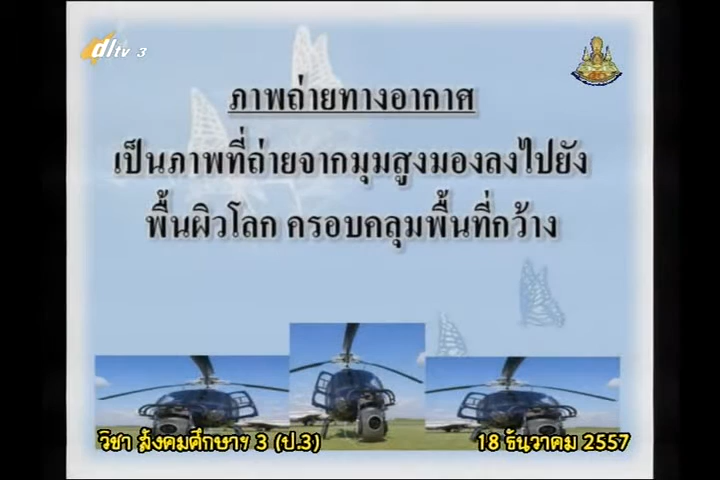 dltv 3
ภาพถ่ายทางอากาศ
เป็นภาพที่ถ่ายจากมุมสูงมองลงไปยัง
พื้นผิวโลก ครอบคลุมพื้นที่กว้าง
วิชา สังคมศึกษาฯ 3 (ป.3)
18 ธันวาคม 2557